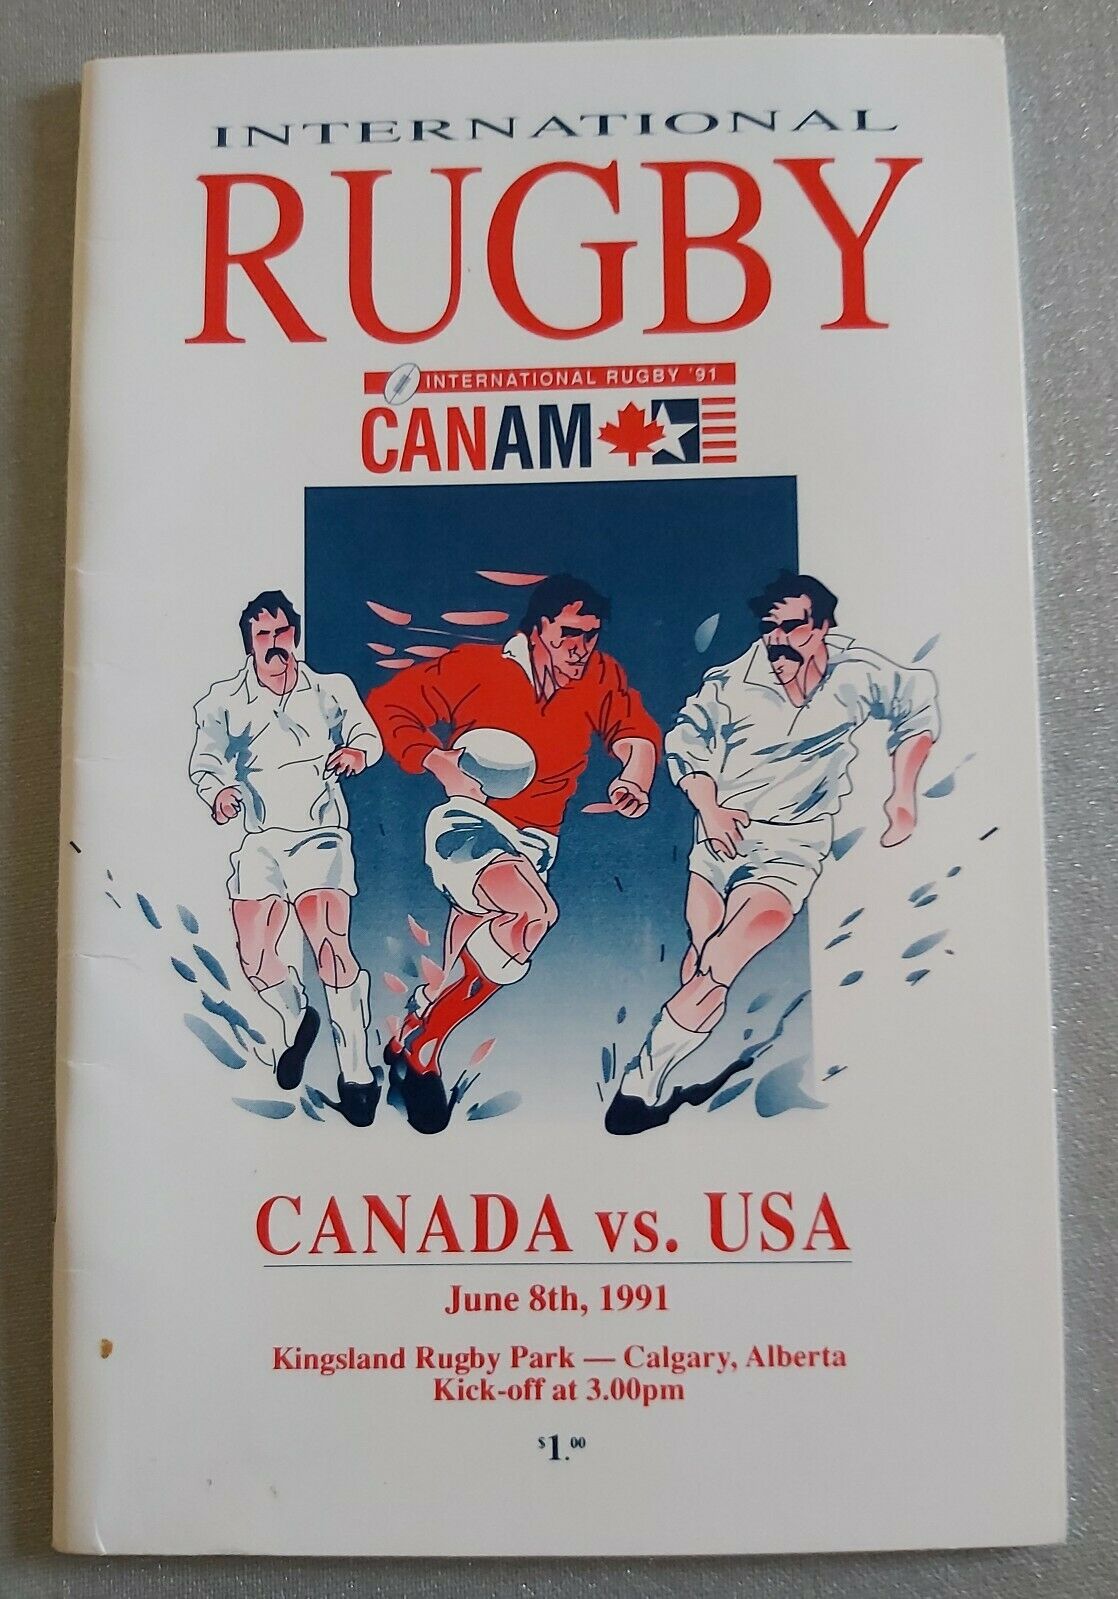 INTERNATIONAL
RUGBY
INTERNATIONAL RUGBY '91
CANAM
CANADA vs. USA
June 8th, 1991
Kingsland Rugby Park — Calgary, Alberta
Kick-off at 3.00pm
$1.00